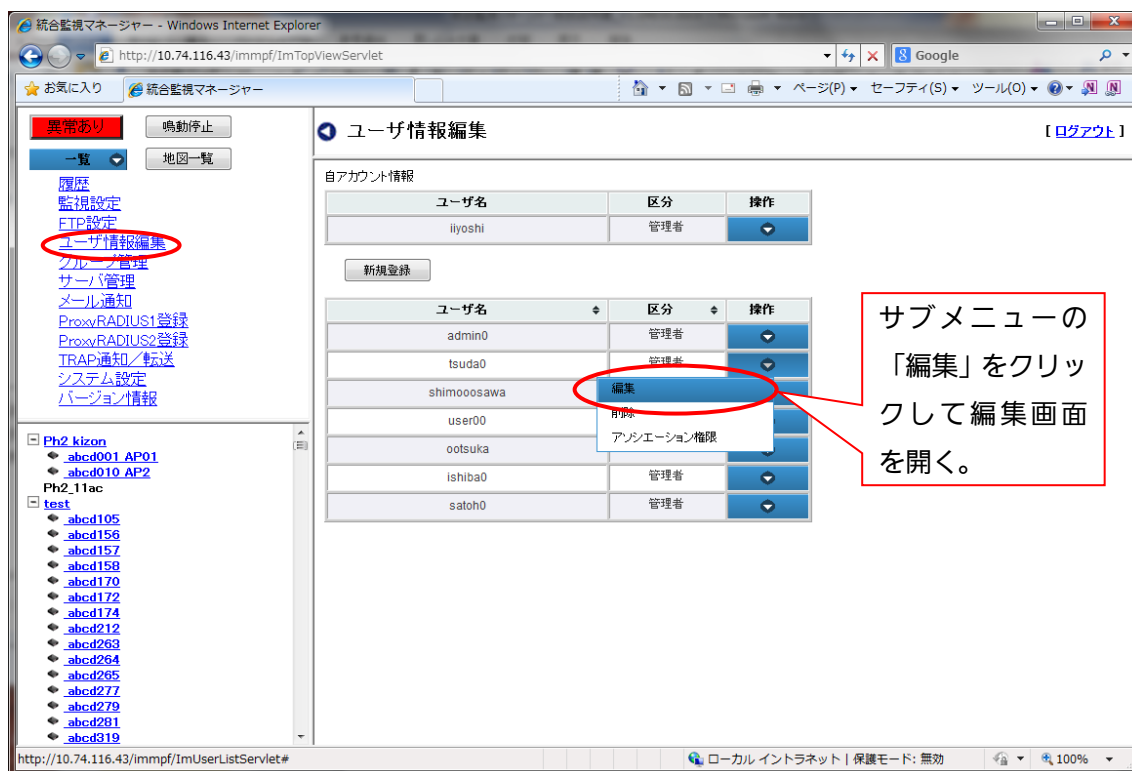 統合監視マネージャー - Windows Internet Explorer
http://10.74.116.43/immpf/ImTopViewServlet
Google
お気に入り
統合監視マネージャー
ページ(P)
セーフティ(S)
ツール(O)
異常あり
鳴動停止
一覧
地図一覧
履歴
監視設定
FTP設定
ユーザ情報編集
グループ管理
サーバ管理
メール通知
ProxyRADIUS1登録
ProxyRADIUS2登録
TRAP通知／転送
システム設定
バージョン情報
Ph2 kizon
abcd001 AP01
abcd010 AP2
Ph2_11ac
test
abcd105
abcd156
abcd157
abcd158
abcd170
abcd172
abcd174
abcd212
abcd263
abcd264
abcd265
abcd277
abcd279
abcd281
abcd319
ユーザ情報編集
[ ログアウト ]
自アカウント情報
ユーザ名 区分 操作
iiyoshi 管理者
新規登録
ユーザ名 区分 操作
admin0 管理者
tsuda0 管理者
shimooosawa
user00
ootsuka
ishiba0 管理者
satoh0 管理者
編集
削除
アソシエーション権限
サブメニューの
「編集」をクリッ
クして編集画面
を開く。
http://10.74.116.43/immpf/ImUserListServlet#
ローカル イントラネット | 保護モード: 無効
100%